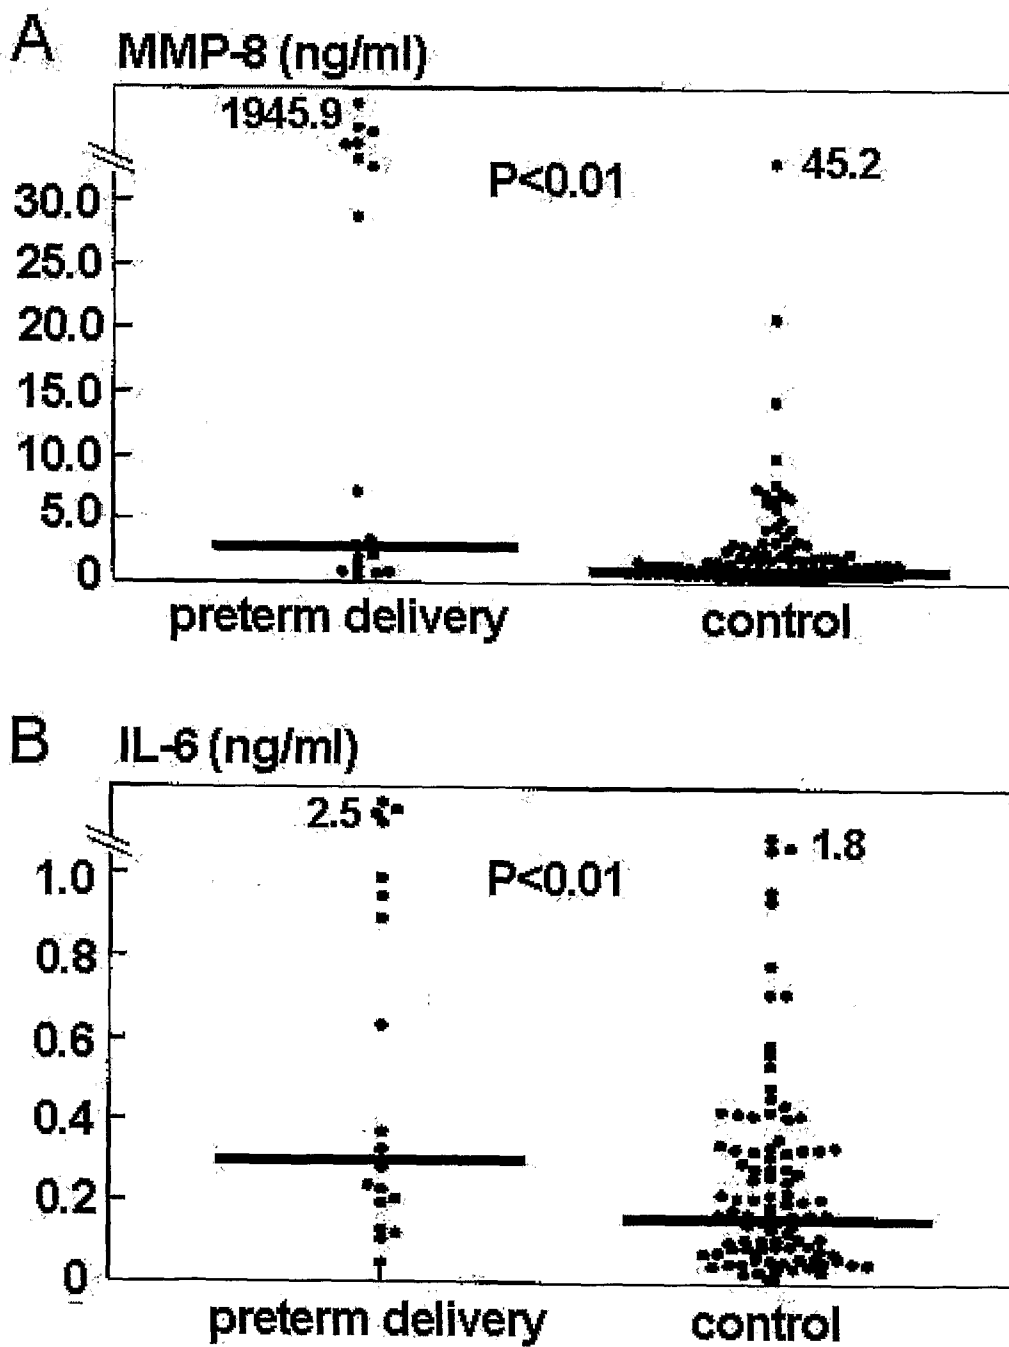 A MMP-8 (ng/ml)
1945.9
45.2
P<0.01
30.0
25.0
20.0
15.0
10.0
5.0
0
preterm delivery control
B IL-6 (ng/ml)
2.5
1.8
P<0.01
1.0
0.8
0.6
0.4
0.2
0
preterm delivery control